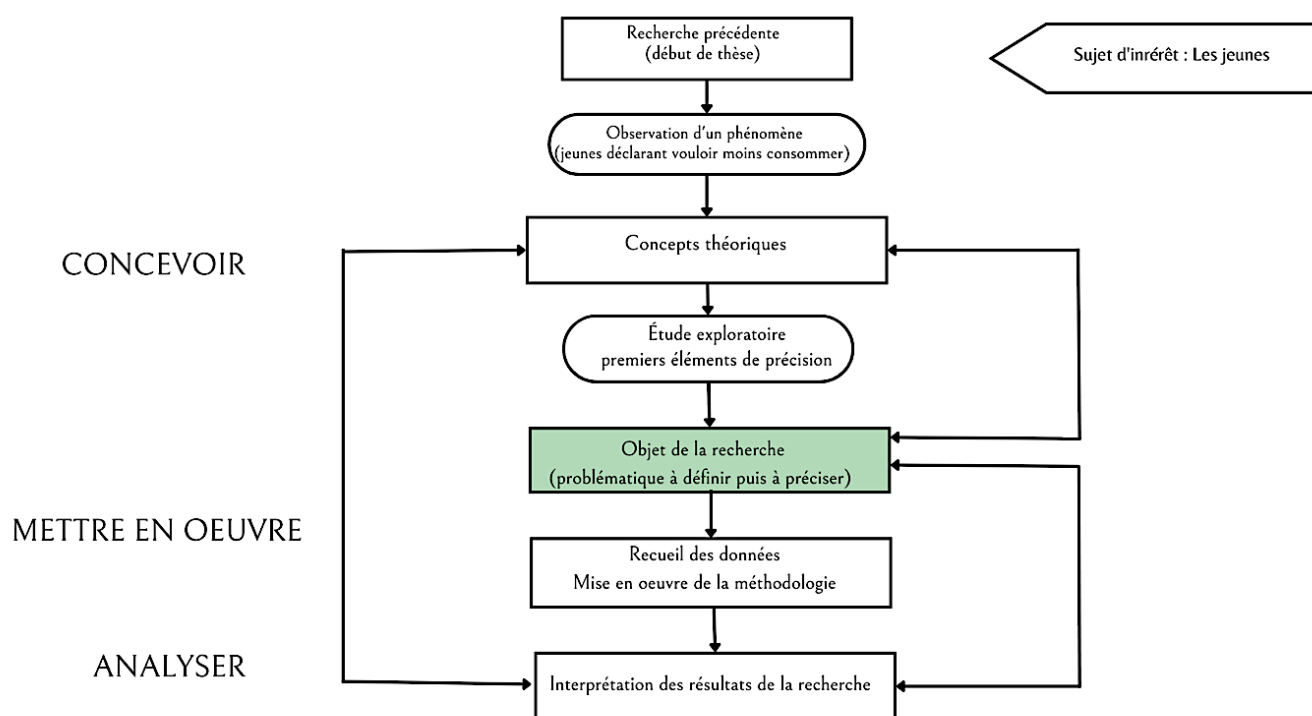 Recherche précédente
(début de thèse)
Sujet d'inrérêt : Les jeunes
Observation d'un phénomène
(jeunes déclarant vouloir moins consommer)
CONCEVOIR
Concepts théoriques
Étude exploratoire
premiers éléments de précision
Objet de la recherche
(problématique à définir puis à préciser)
METTRE EN OEUVRE
Recueil des données
Mise en oeuvre de la méthodologie
ANALYSER
Interprétation des résultats de la recherche